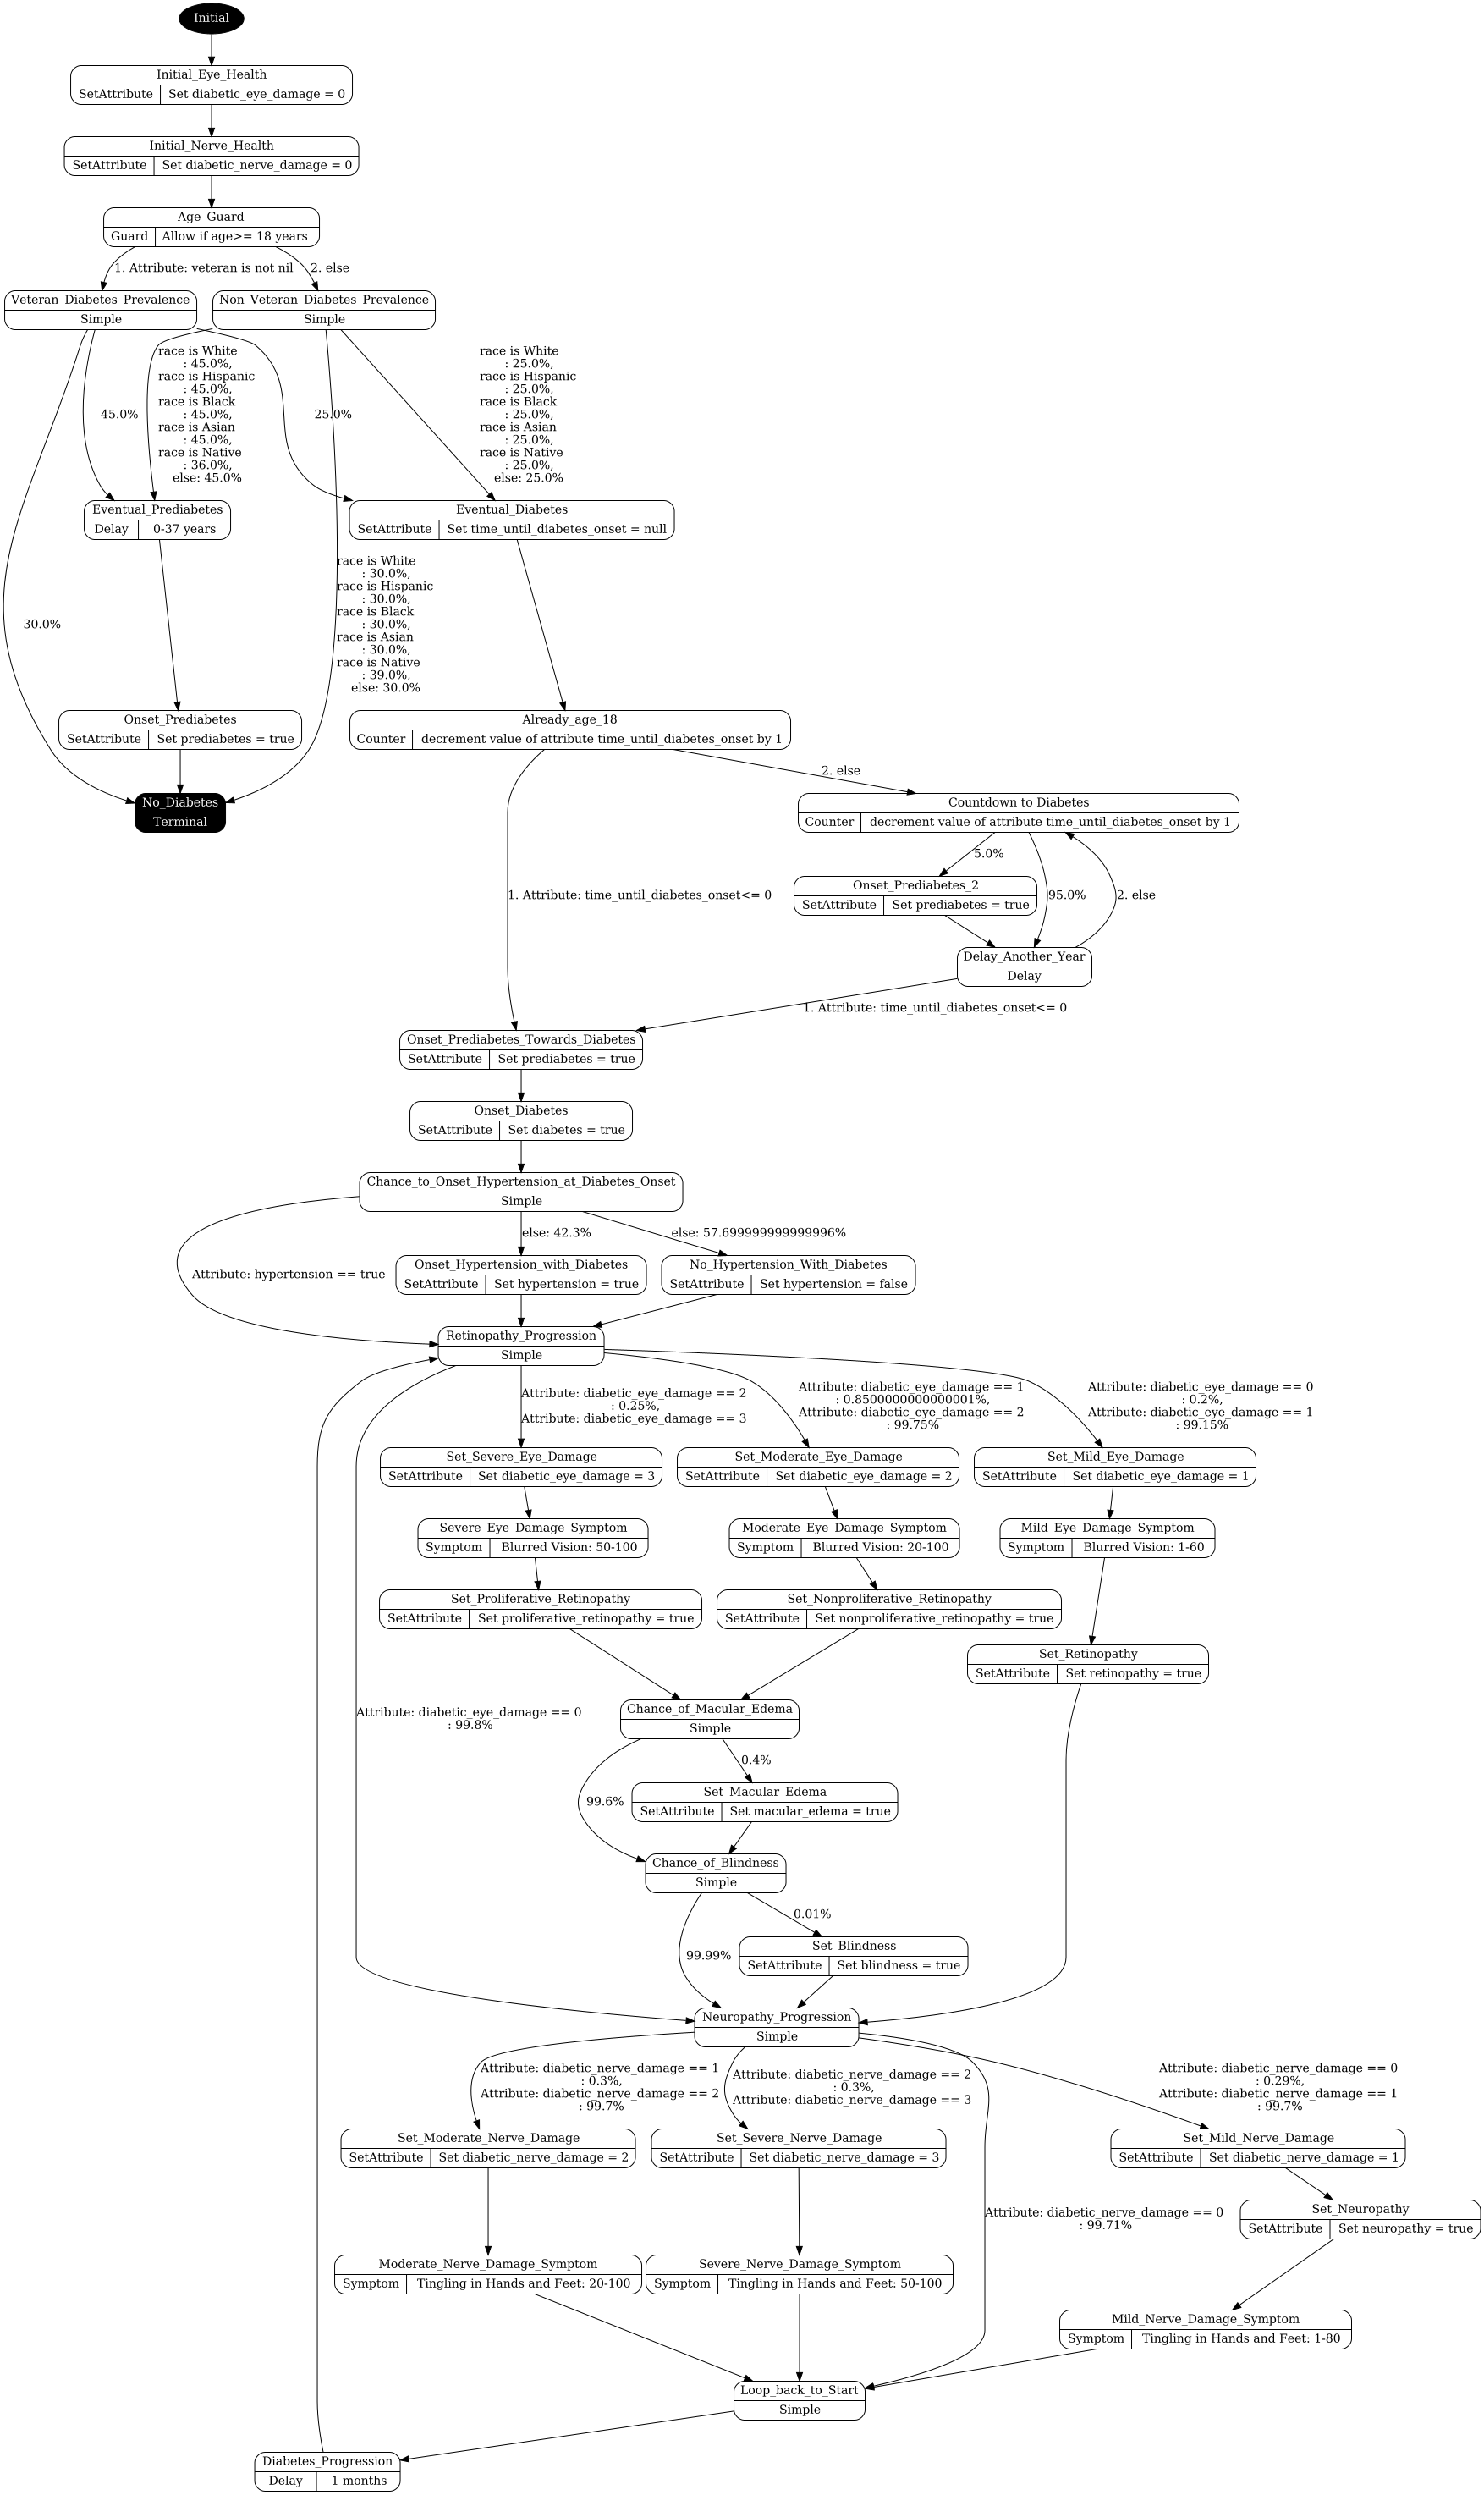 Initial
Initial_Eye_Health
SetAttribute Set diabetic_eye_damage = 0
Initial_Nerve_Health
SetAttribute Set diabetic_nerve_damage = 0
Age_Guard
Guard Allow if age>= 18 years
1. Attribute: veteran is not nil
2. else
Veteran_Diabetes_Prevalence
Simple
Non_Veteran_Diabetes_Prevalence
Simple
45.0%
race is White
: 45.0%,
race is Hispanic
: 45.0%,
race is Black
: 45.0%,
race is Asian
: 45.0%,
race is Native
: 36.0%,
else: 45.0%
25.0%
race is White
: 25.0%,
race is Hispanic
: 25.0%,
race is Black
: 25.0%,
race is Asian
: 25.0%,
race is Native
: 25.0%,
else: 25.0%
Eventual_Prediabetes
Delay 0-37 years
Eventual_Diabetes
SetAttribute Set time_until_diabetes_onset = null
30.0%
race is White
: 30.0%,
race is Hispanic
: 30.0%,
race is Black
: 30.0%,
race is Asian
: 30.0%,
race is Native
: 39.0%,
else: 30.0%
Onset_Prediabetes
SetAttribute Set prediabetes = true
Already_age_18
Counter decrement value of attribute time_until_diabetes_onset by 1
2. else
No_Diabetes
Terminal
Countdown to Diabetes
Counter decrement value of attribute time_until_diabetes_onset by 1
5.0%
Onset_Prediabetes_2
SetAttribute Set prediabetes = true
1. Attribute: time_until_diabetes_onset<= 0
95.0%
2. else
Delay_Another_Year
Delay
1. Attribute: time_until_diabetes_onset<= 0
Onset_Prediabetes_Towards_Diabetes
SetAttribute Set prediabetes = true
Onset_Diabetes
SetAttribute Set diabetes = true
Chance_to_Onset_Hypertension_at_Diabetes_Onset
Simple
else: 42.3%
else: 57.699999999999996%
Attribute: hypertension == true
Onset_Hypertension_with_Diabetes
SetAttribute Set hypertension = true
No_Hypertension_With_Diabetes
SetAttribute Set hypertension = false
Retinopathy_Progression
Simple
Attribute: diabetic_eye_damage == 2
: 0.25%,
Attribute: diabetic_eye_damage == 3
Attribute: diabetic_eye_damage == 1
: 0.8500000000000001%,
Attribute: diabetic_eye_damage == 2
: 99.75%
Attribute: diabetic_eye_damage == 0
: 0.2%,
Attribute: diabetic_eye_damage == 1
: 99.15%
Set_Severe_Eye_Damage
SetAttribute Set diabetic_eye_damage = 3
Set_Moderate_Eye_Damage
SetAttribute Set diabetic_eye_damage = 2
Set_Mild_Eye_Damage
SetAttribute Set diabetic_eye_damage = 1
Severe_Eye_Damage_Symptom
Symptom Blurred Vision: 50-100
Moderate_Eye_Damage_Symptom
Symptom Blurred Vision: 20-100
Mild_Eye_Damage_Symptom
Symptom Blurred Vision: 1-60
Set_Proliferative_Retinopathy
SetAttribute Set proliferative_retinopathy = true
Set_Nonproliferative_Retinopathy
SetAttribute Set nonproliferative_retinopathy = true
Set_Retinopathy
SetAttribute Set retinopathy = true
Attribute: diabetic_eye_damage == 0
: 99.8%
Chance_of_Macular_Edema
Simple
0.4%
Set_Macular_Edema
SetAttribute Set macular_edema = true
99.6%
Chance_of_Blindness
Simple
0.01%
Set_Blindness
SetAttribute Set blindness = true
99.99%
Neuropathy_Progression
Simple
Attribute: diabetic_nerve_damage == 1
: 0.3%,
Attribute: diabetic_nerve_damage == 2
: 99.7%
Attribute: diabetic_nerve_damage == 2
: 0.3%,
Attribute: diabetic_nerve_damage == 3
Attribute: diabetic_nerve_damage == 0
: 0.29%,
Attribute: diabetic_nerve_damage == 1
: 99.7%
Set_Moderate_Nerve_Damage
SetAttribute Set diabetic_nerve_damage = 2
Set_Severe_Nerve_Damage
SetAttribute Set diabetic_nerve_damage = 3
Set_Mild_Nerve_Damage
SetAttribute Set diabetic_nerve_damage = 1
Attribute: diabetic_nerve_damage == 0
: 99.71%
Set_Neuropathy
SetAttribute Set neuropathy = true
Moderate_Nerve_Damage_Symptom
Symptom Tingling in Hands and Feet: 20-100
Severe_Nerve_Damage_Symptom
Symptom Tingling in Hands and Feet: 50-100
Mild_Nerve_Damage_Symptom
Symptom Tingling in Hands and Feet: 1-80
Loop_back_to_Start
Simple
Diabetes_Progression
Delay 1 months